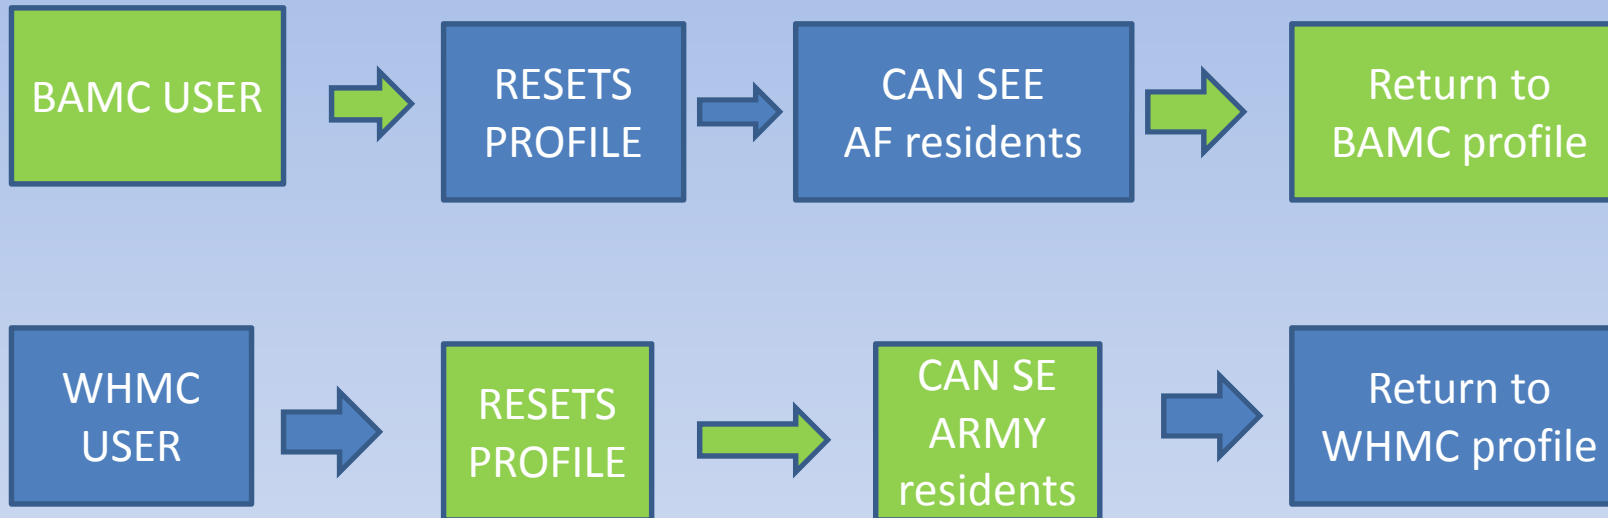 BAMC USER
RESETS
PROFILE
CAN SEE
AF residents
Return to
BAMC profile
WHMC
USER
RESETS
PROFILE
CAN SE
ARMY
residents
Return to
WHMC profile